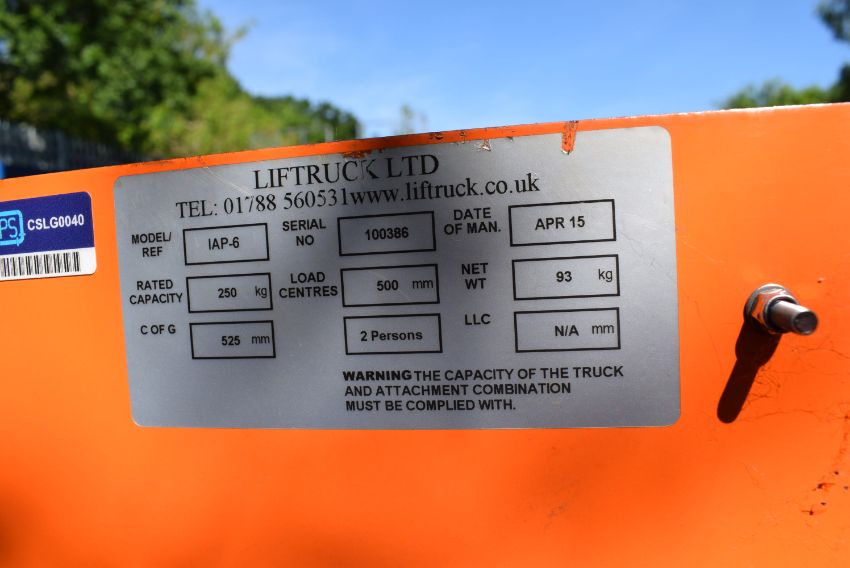 LIFTRUCK LTD
TEL: 01788 560531www.liftruck.co.uk
MODEL/ REF IAP-6 SERIAL NO 100386 DATE OF MAN. APR 15
RATED CAPACITY 250 kg LOAD CENTRES 500 mm NET WT 93 kg
C OF G 525 mm 2 Persons LLC N/A mm
WARNING THE CAPACITY OF THE TRUCK
AND ATTACHMENT COMBINATION
MUST BE COMPLIED WITH.
PS CSLG0040